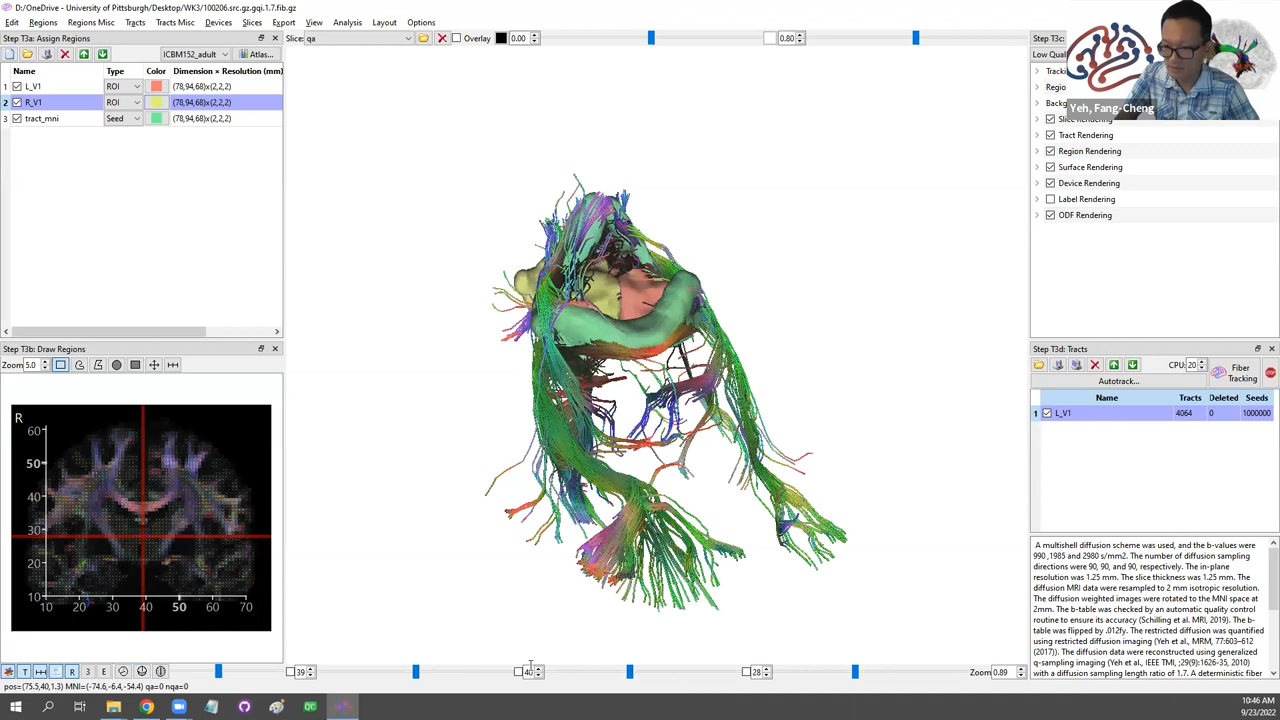 D:/OneDrive - University of Pittsburgh/Desktop/WK3/100206.src.gz.gqi.1.7.fib.gz
Edit Regions Regions Misc Tracts Tracts Misc Devices Slices Export View Analysis Layout Options
Step T3a: Assign Regions
ICBM152_adult Atlas...
Name Type Color Dimension × Resolution (mm)
1 L_V1 ROI (78,94,68)x(2,2,2)
2 R_V1 ROI (78,94,68)x(2,2,2)
3 tract_mni Seed (78,94,68)x(2,2,2)
Slice: qa Overlay 0.00 0.80
Step T3b: Draw Regions
Zoom 5.0
R
60
50
40
30
20
10
10 20 30 40 50 60 70
R 3 E
39 40 28 Zoom 0.89
pos=(75.5,40,1.3) MNI=(-74.6,-6.4,-54.4) qa=0 nqa=0
Step T3c:
Low Qual
Tracki
Regio
Backg
Yeh, Fang-Cheng
Slice Rendering
Tract Rendering
Region Rendering
Surface Rendering
Device Rendering
Label Rendering
ODF Rendering
Step T3d: Tracts
CPU: 20 Fiber Tracking
STOP
Autotrack...
Name Tracts Deleted Seeds
1 L_V1 4064 0 1000000
A multishell diffusion scheme was used, and the b-values were
990 ,1985 and 2980 s/mm2. The number of diffusion sampling
directions were 90, 90, and 90, respectively. The in-plane
resolution was 1.25 mm. The slice thickness was 1.25 mm. The
diffusion MRI data were resampled to 2 mm isotropic resolution.
The diffusion weighted images were rotated to the MNI space at
2mm. The b-table was checked by an automatic quality control
routine to ensure its accuracy (Schilling et al. MRI, 2019). The b-
table was flipped by .012fy. The restricted diffusion was quantified
using restricted diffusion imaging (Yeh et al., MRM, 77:603–612
(2017)). The diffusion data were reconstructed using generalized
q-sampling imaging (Yeh et al., IEEE TMI, ;29(9):1626-35, 2010)
with a diffusion sampling length ratio of 1.7. A deterministic fiber
QC
10:46 AM
9/23/2022